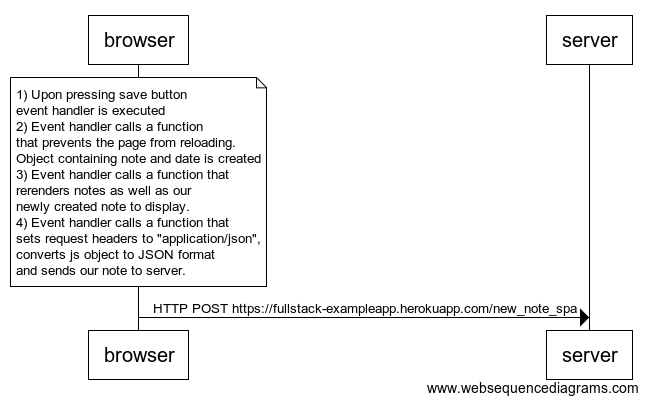 browser
server
1) Upon pressing save button
event handler is executed
2) Event handler calls a function
that prevents the page from reloading.
Object containing note and date is created
3) Event handler calls a function that
rerenders notes as well as our
newly created note to display.
4) Event handler calls a function that
sets request headers to "application/json",
converts js object to JSON format
and sends our note to server.
HTTP POST https://fullstack-exampleapp.herokuapp.com/new_note_spa
browser
server
www.websequencediagrams.com